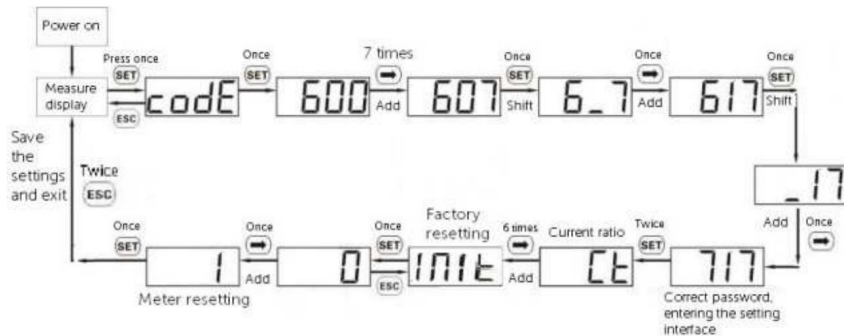 Power on
Press once
SET
Measure
display
ESC
codE
Once
SET
600
7 times
Add
607
Once
SET
Shift
6_7
Once
Add
617
Once
SET
Shift
_17
Add
Once
717
Correct password,
entering the setting
interface
Twice
SET
Current ratio
Ct
6 times
Add
Factory
resetting
INIt
Once
SET
ESC
0
Once
Add
1
Meter resetting
Once
SET
Save
the
settings
and exit
Twice
ESC